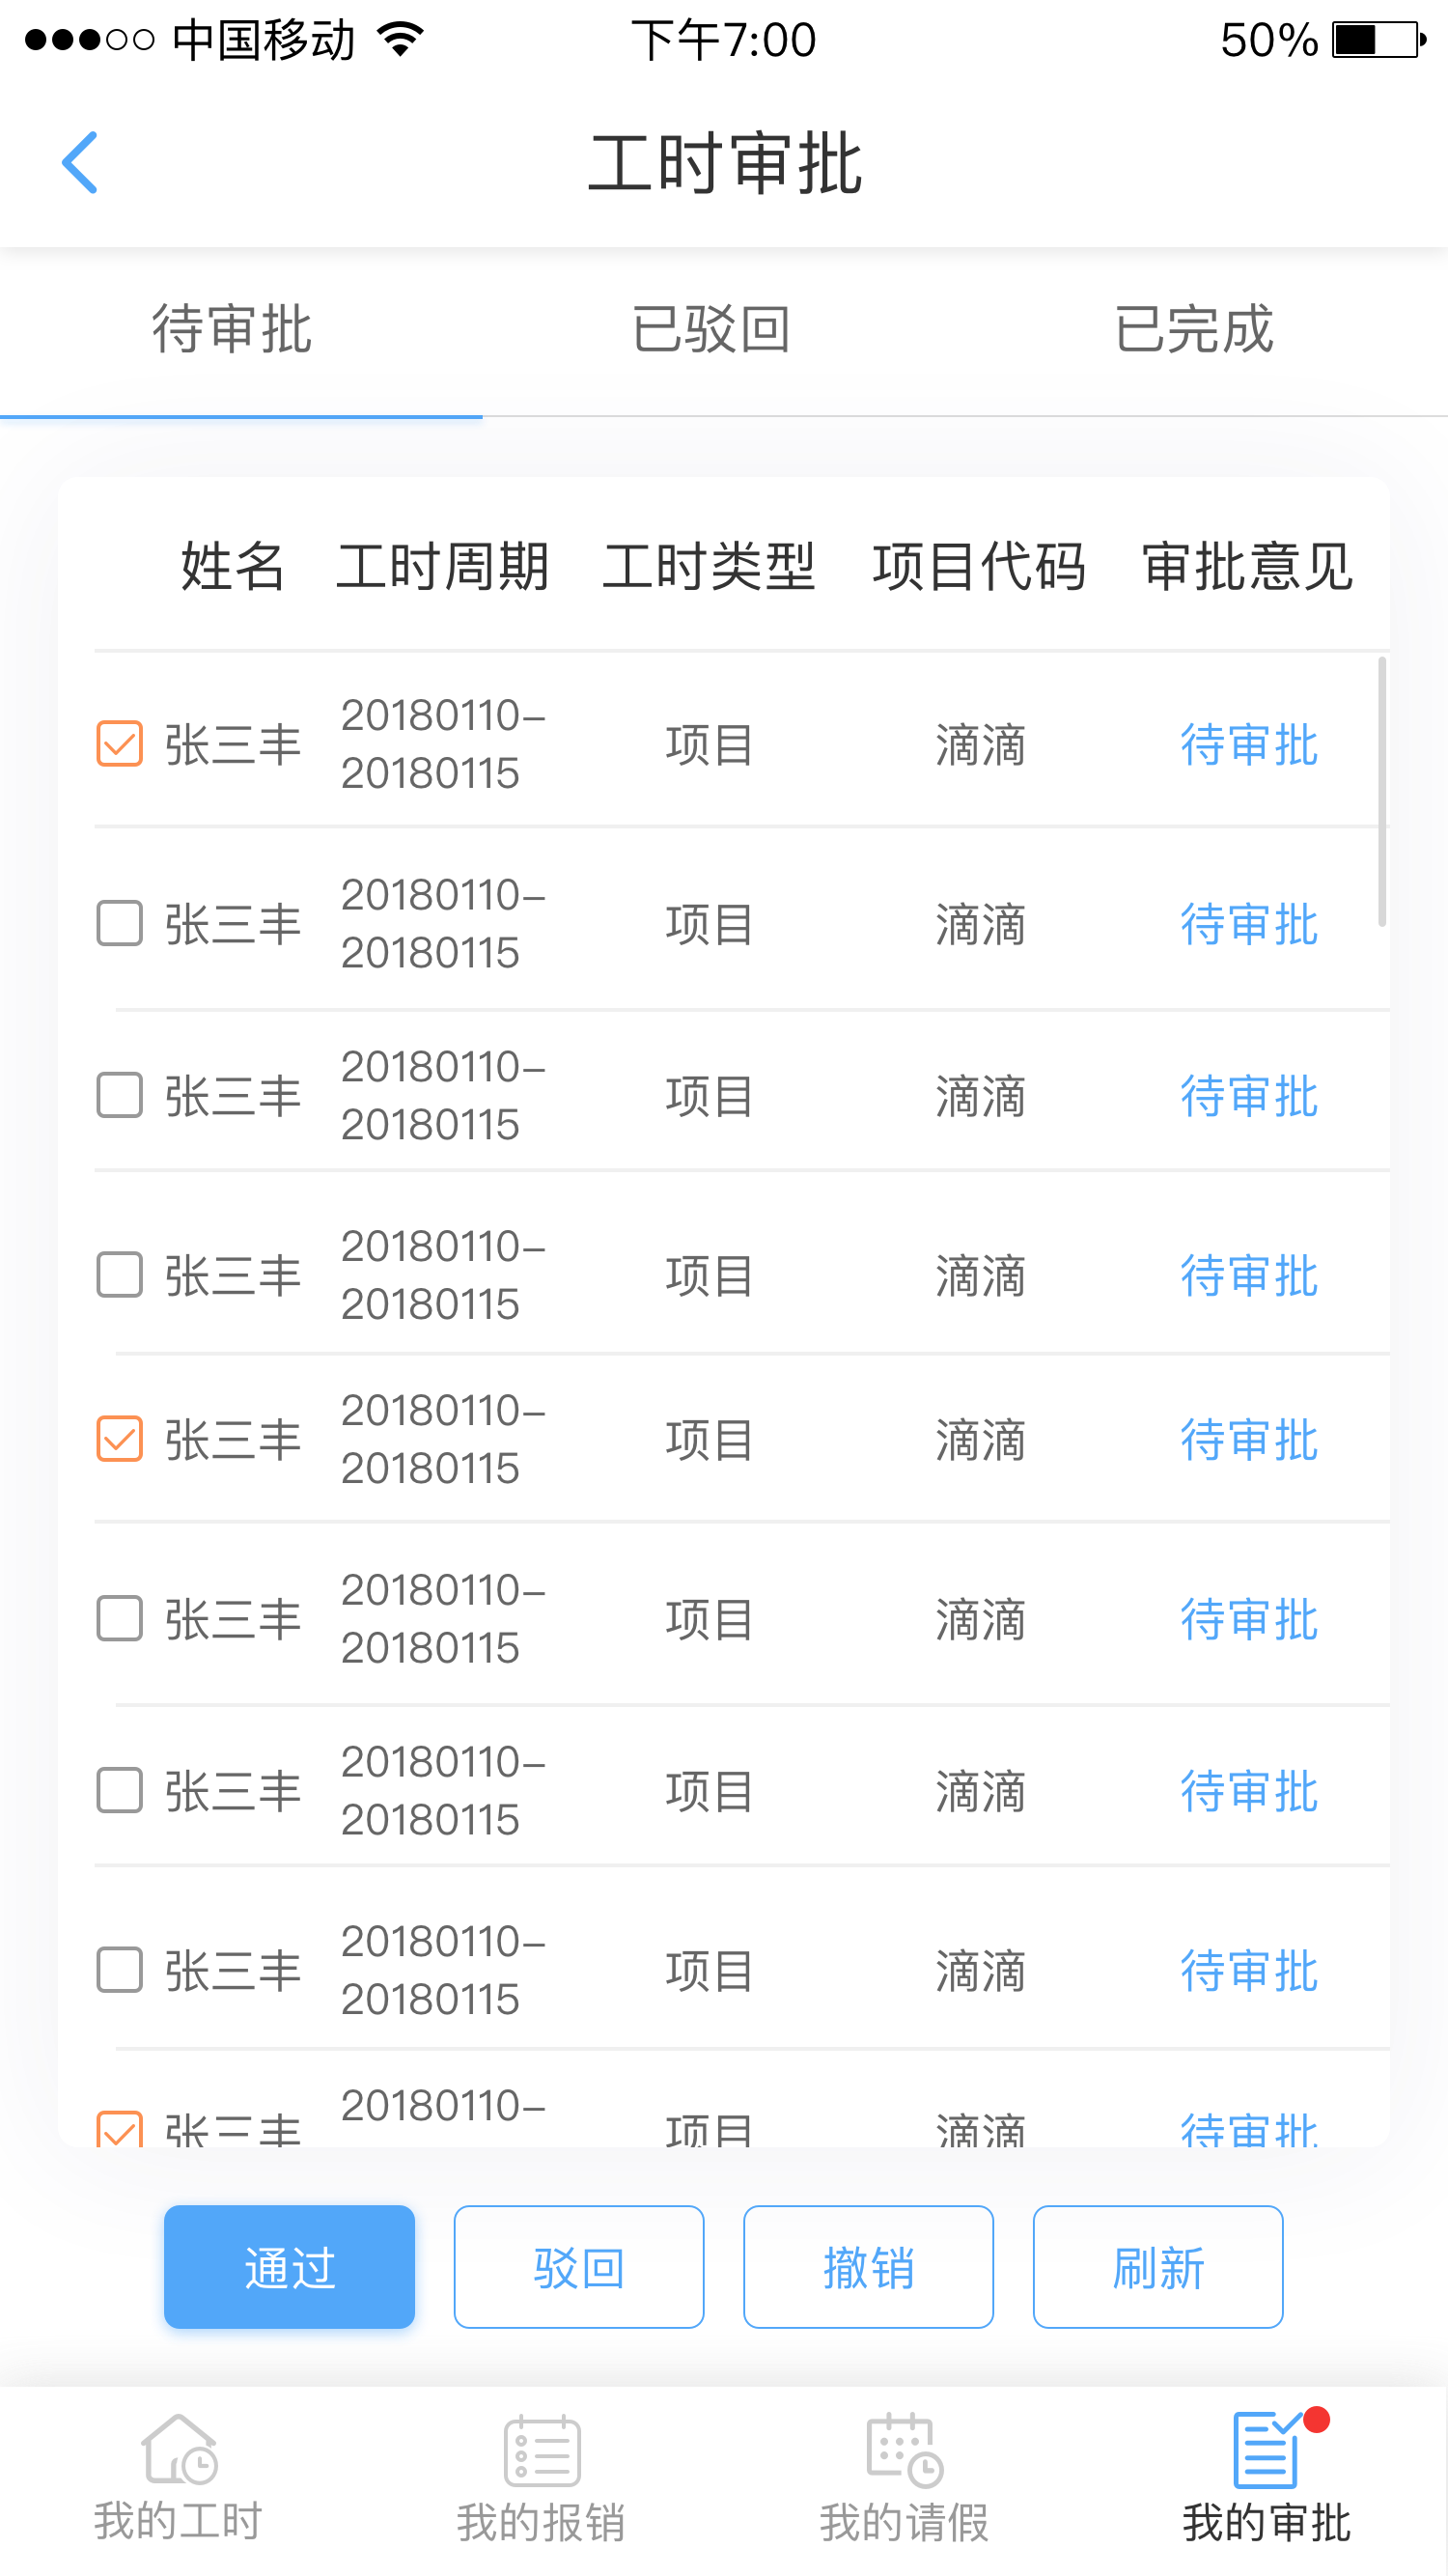 中国移动 下午7:00 50%
工时审批
待审批 已驳回 已完成
姓名 工时周期 工时类型 项目代码 审批意见
张三丰 20180110– 项目 滴滴 待审批
20180115
张三丰 20180110– 项目 滴滴 待审批
20180115
张三丰 20180110– 项目 滴滴 待审批
20180115
张三丰 20180110– 项目 滴滴 待审批
20180115
张三丰 20180110– 项目 滴滴 待审批
20180115
张三丰 20180110– 项目 滴滴 待审批
20180115
张三丰 20180110– 项目 滴滴 待审批
20180115
张三丰 20180110– 项目 滴滴 待审批
20180115
张三丰 20180110– 项目 滴滴 待审批
通过 驳回 撤销 刷新
我的工时 我的报销 我的请假 我的审批